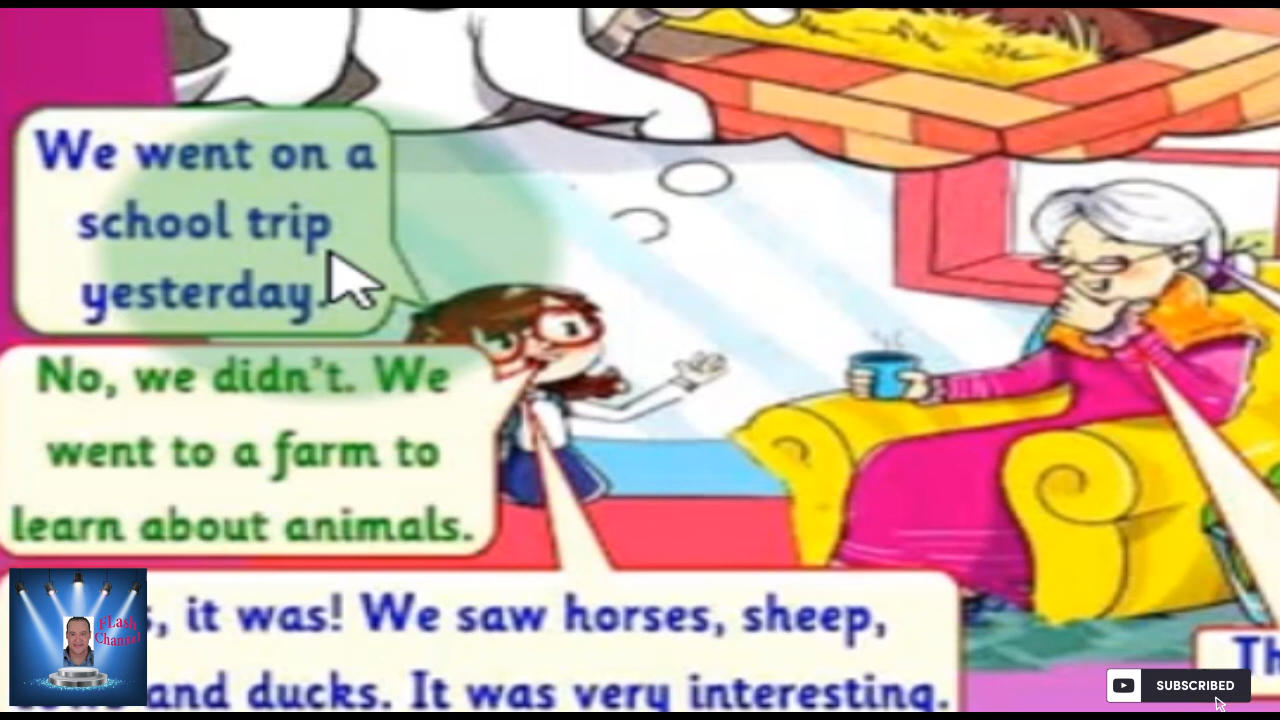 We went on a
school trip
yesterday.
No, we didn't. We
went to a farm to
learn about animals.
it was! We saw horses, sheep,
and ducks. It was very interesting.
FLash
Channel
SUBSCRIBED